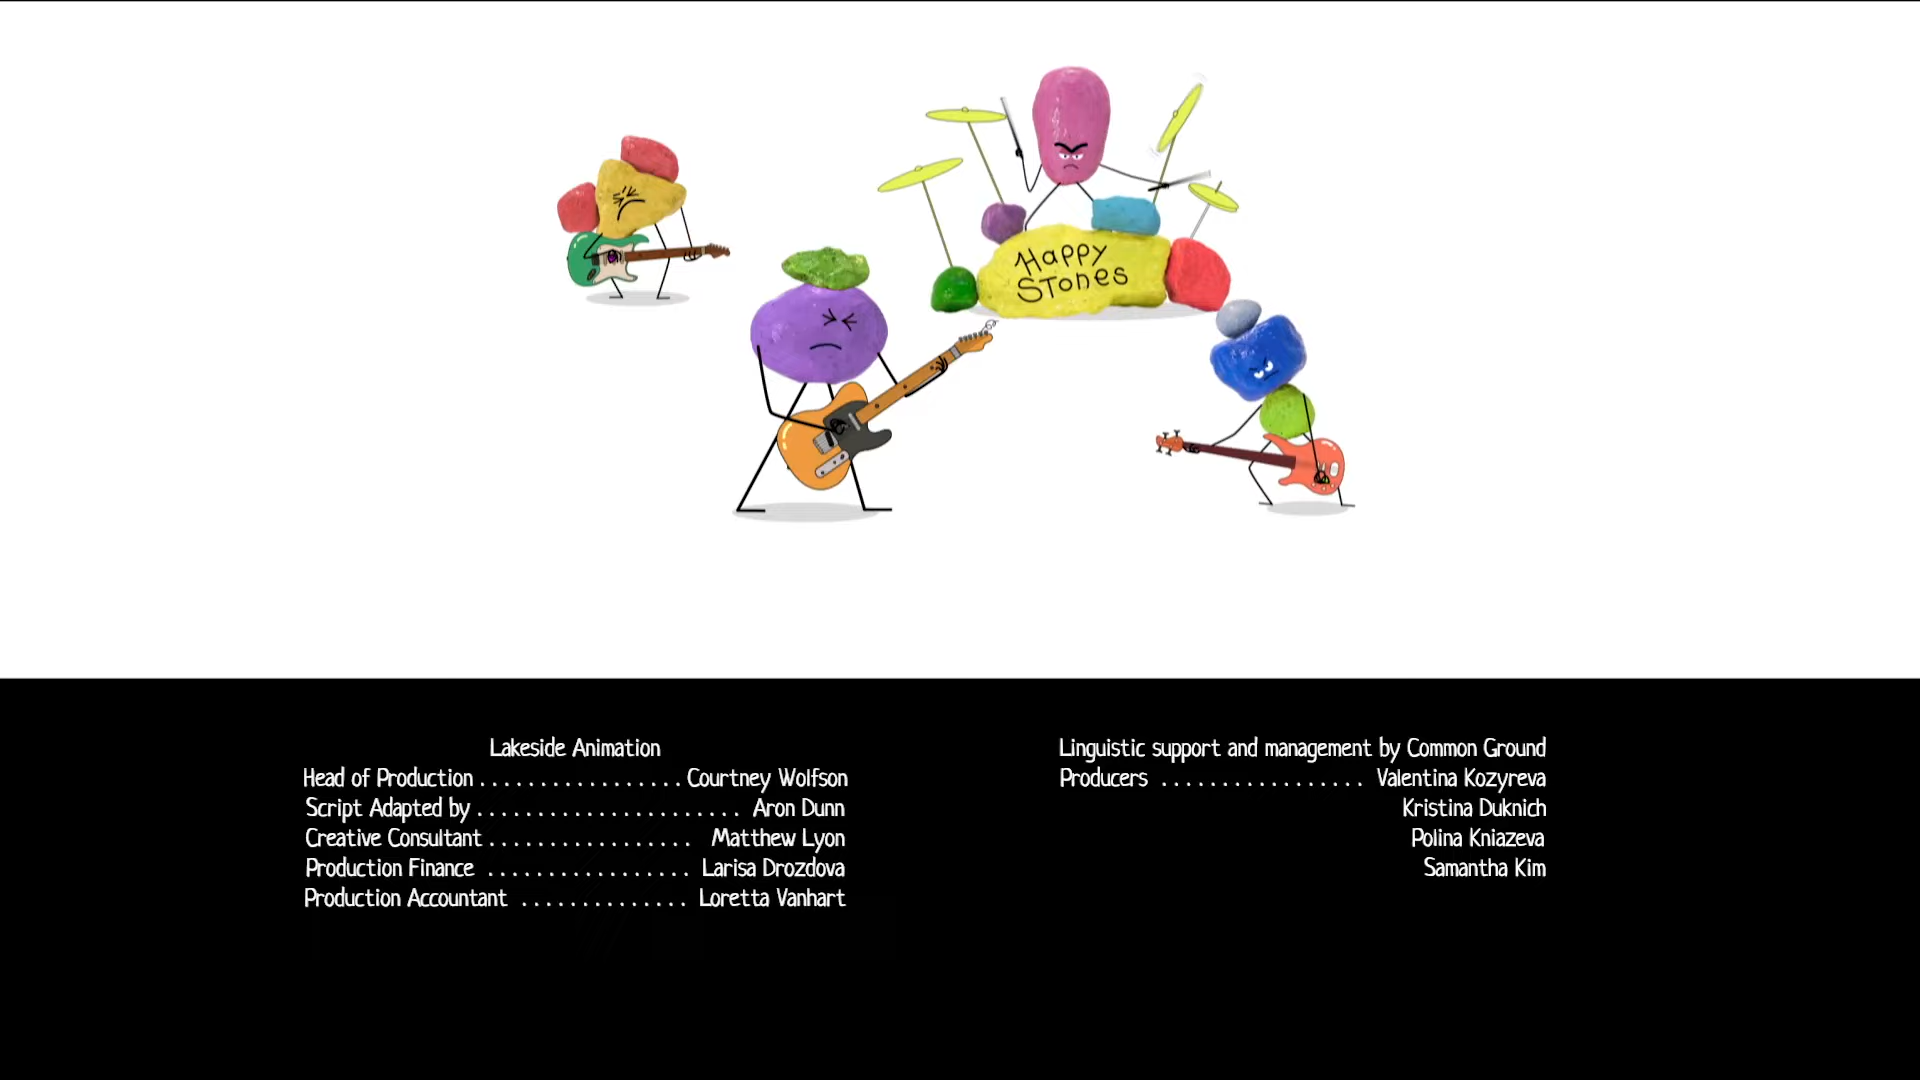 Happy
Stones
Lakeside Animation
Head of Production . . . . . . . . . . . . . . . . . Courtney Wolfson
Script Adapted by . . . . . . . . . . . . . . . . . . . . . . Aron Dunn
Creative Consultant . . . . . . . . . . . . . . . . . Matthew Lyon
Production Finance . . . . . . . . . . . . . . . . . Larisa Drozdova
Production Accountant . . . . . . . . . . . . . . Loretta Vanhart
Linguistic support and management by Common Ground
Producers . . . . . . . . . . . . . . . . . Valentina Kozyreva
Kristina Duknich
Polina Kniazeva
Samantha Kim